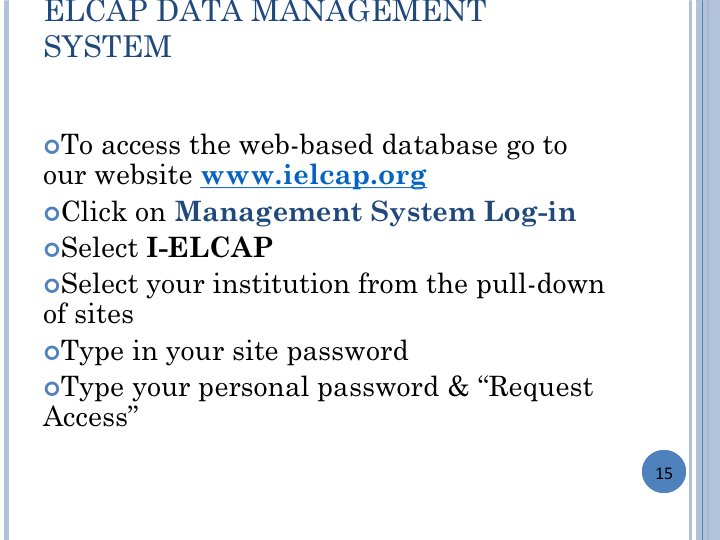 ELCAP DATA MANAGEMENT
SYSTEM
To access the web-based database go to
our website www.ielcap.org
Click on Management System Log-in
Select I-ELCAP
Select your institution from the pull-down
of sites
Type in your site password
Type your personal password & “Request
Access”
15